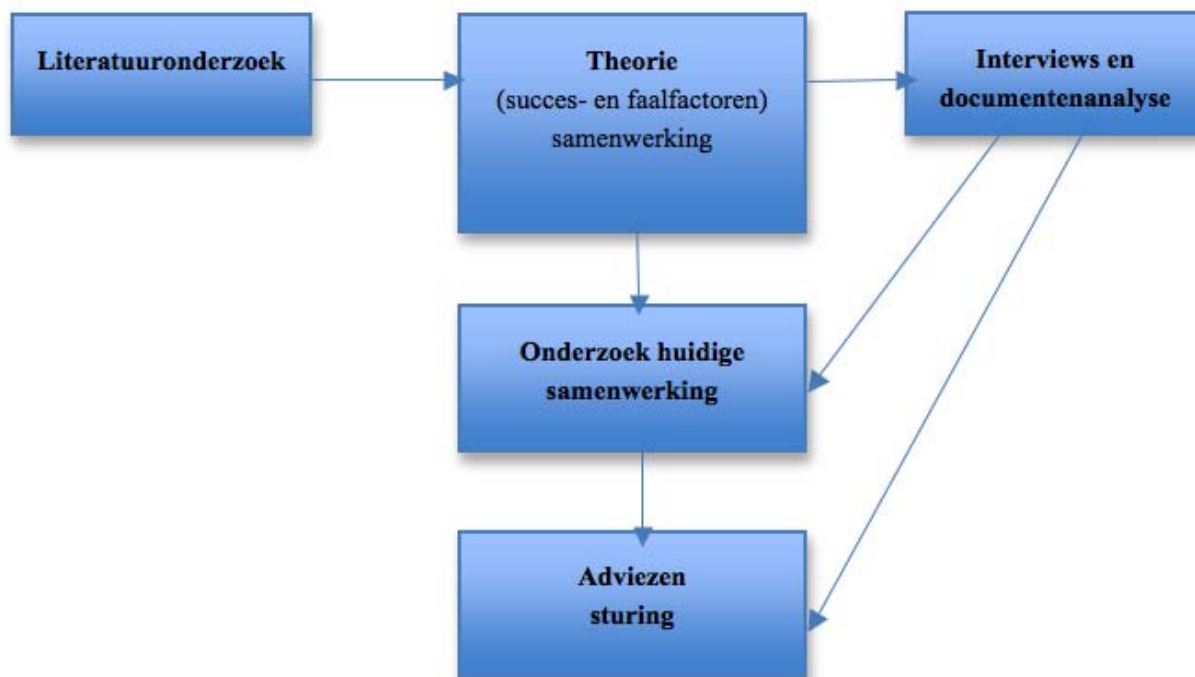 Literatuuronderzoek
Theorie
(succes- en faalfactoren)
samenwerking
Interviews en
documentenanalyse
Onderzoek huidige
samenwerking
Adviezen
sturing